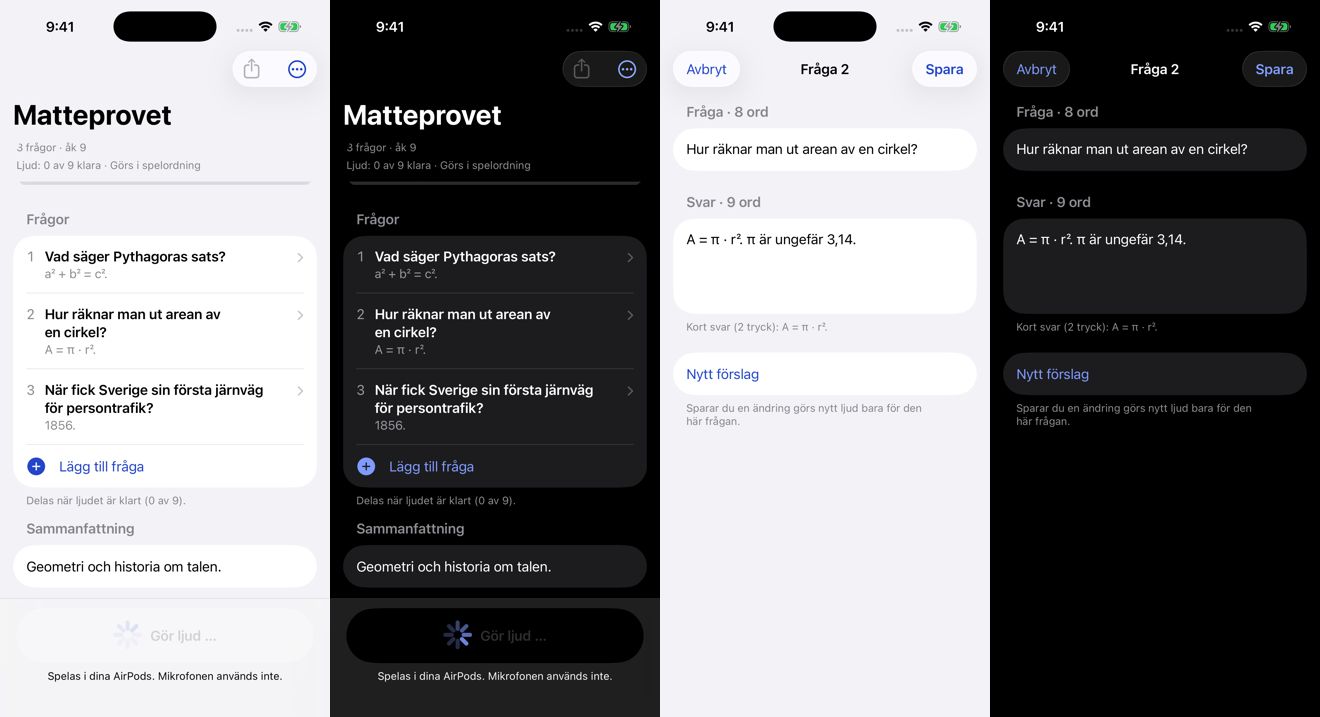 9:41
Matteprovet
3 frågor · åk 9
Ljud: 0 av 9 klara · Görs i spelordning
Frågor
1 Vad säger Pythagoras sats?
a² + b² = c².
2 Hur räknar man ut arean av
en cirkel?
A = π · r².
3 När fick Sverige sin första järnväg
för persontrafik?
1856.
Lägg till fråga
Delas när ljudet är klart (0 av 9).
Sammanfattning
Geometri och historia om talen.
Gör ljud ...
Spelas i dina AirPods. Mikrofonen används inte.
9:41
Matteprovet
3 frågor · åk 9
Ljud: 0 av 9 klara · Görs i spelordning
Frågor
1 Vad säger Pythagoras sats?
a² + b² = c².
2 Hur räknar man ut arean av
en cirkel?
A = π · r².
3 När fick Sverige sin första järnväg
för persontrafik?
1856.
Lägg till fråga
Delas när ljudet är klart (0 av 9).
Sammanfattning
Geometri och historia om talen.
Gör ljud ...
Spelas i dina AirPods. Mikrofonen används inte.
9:41
Avbryt Fråga 2 Spara
Fråga · 8 ord
Hur räknar man ut arean av en cirkel?
Svar · 9 ord
A = π · r². π är ungefär 3,14.
Kort svar (2 tryck): A = π · r².
Nytt förslag
Sparar du en ändring görs nytt ljud bara för den
här frågan.
9:41
Avbryt Fråga 2 Spara
Fråga · 8 ord
Hur räknar man ut arean av en cirkel?
Svar · 9 ord
A = π · r². π är ungefär 3,14.
Kort svar (2 tryck): A = π · r².
Nytt förslag
Sparar du en ändring görs nytt ljud bara för den
här frågan.